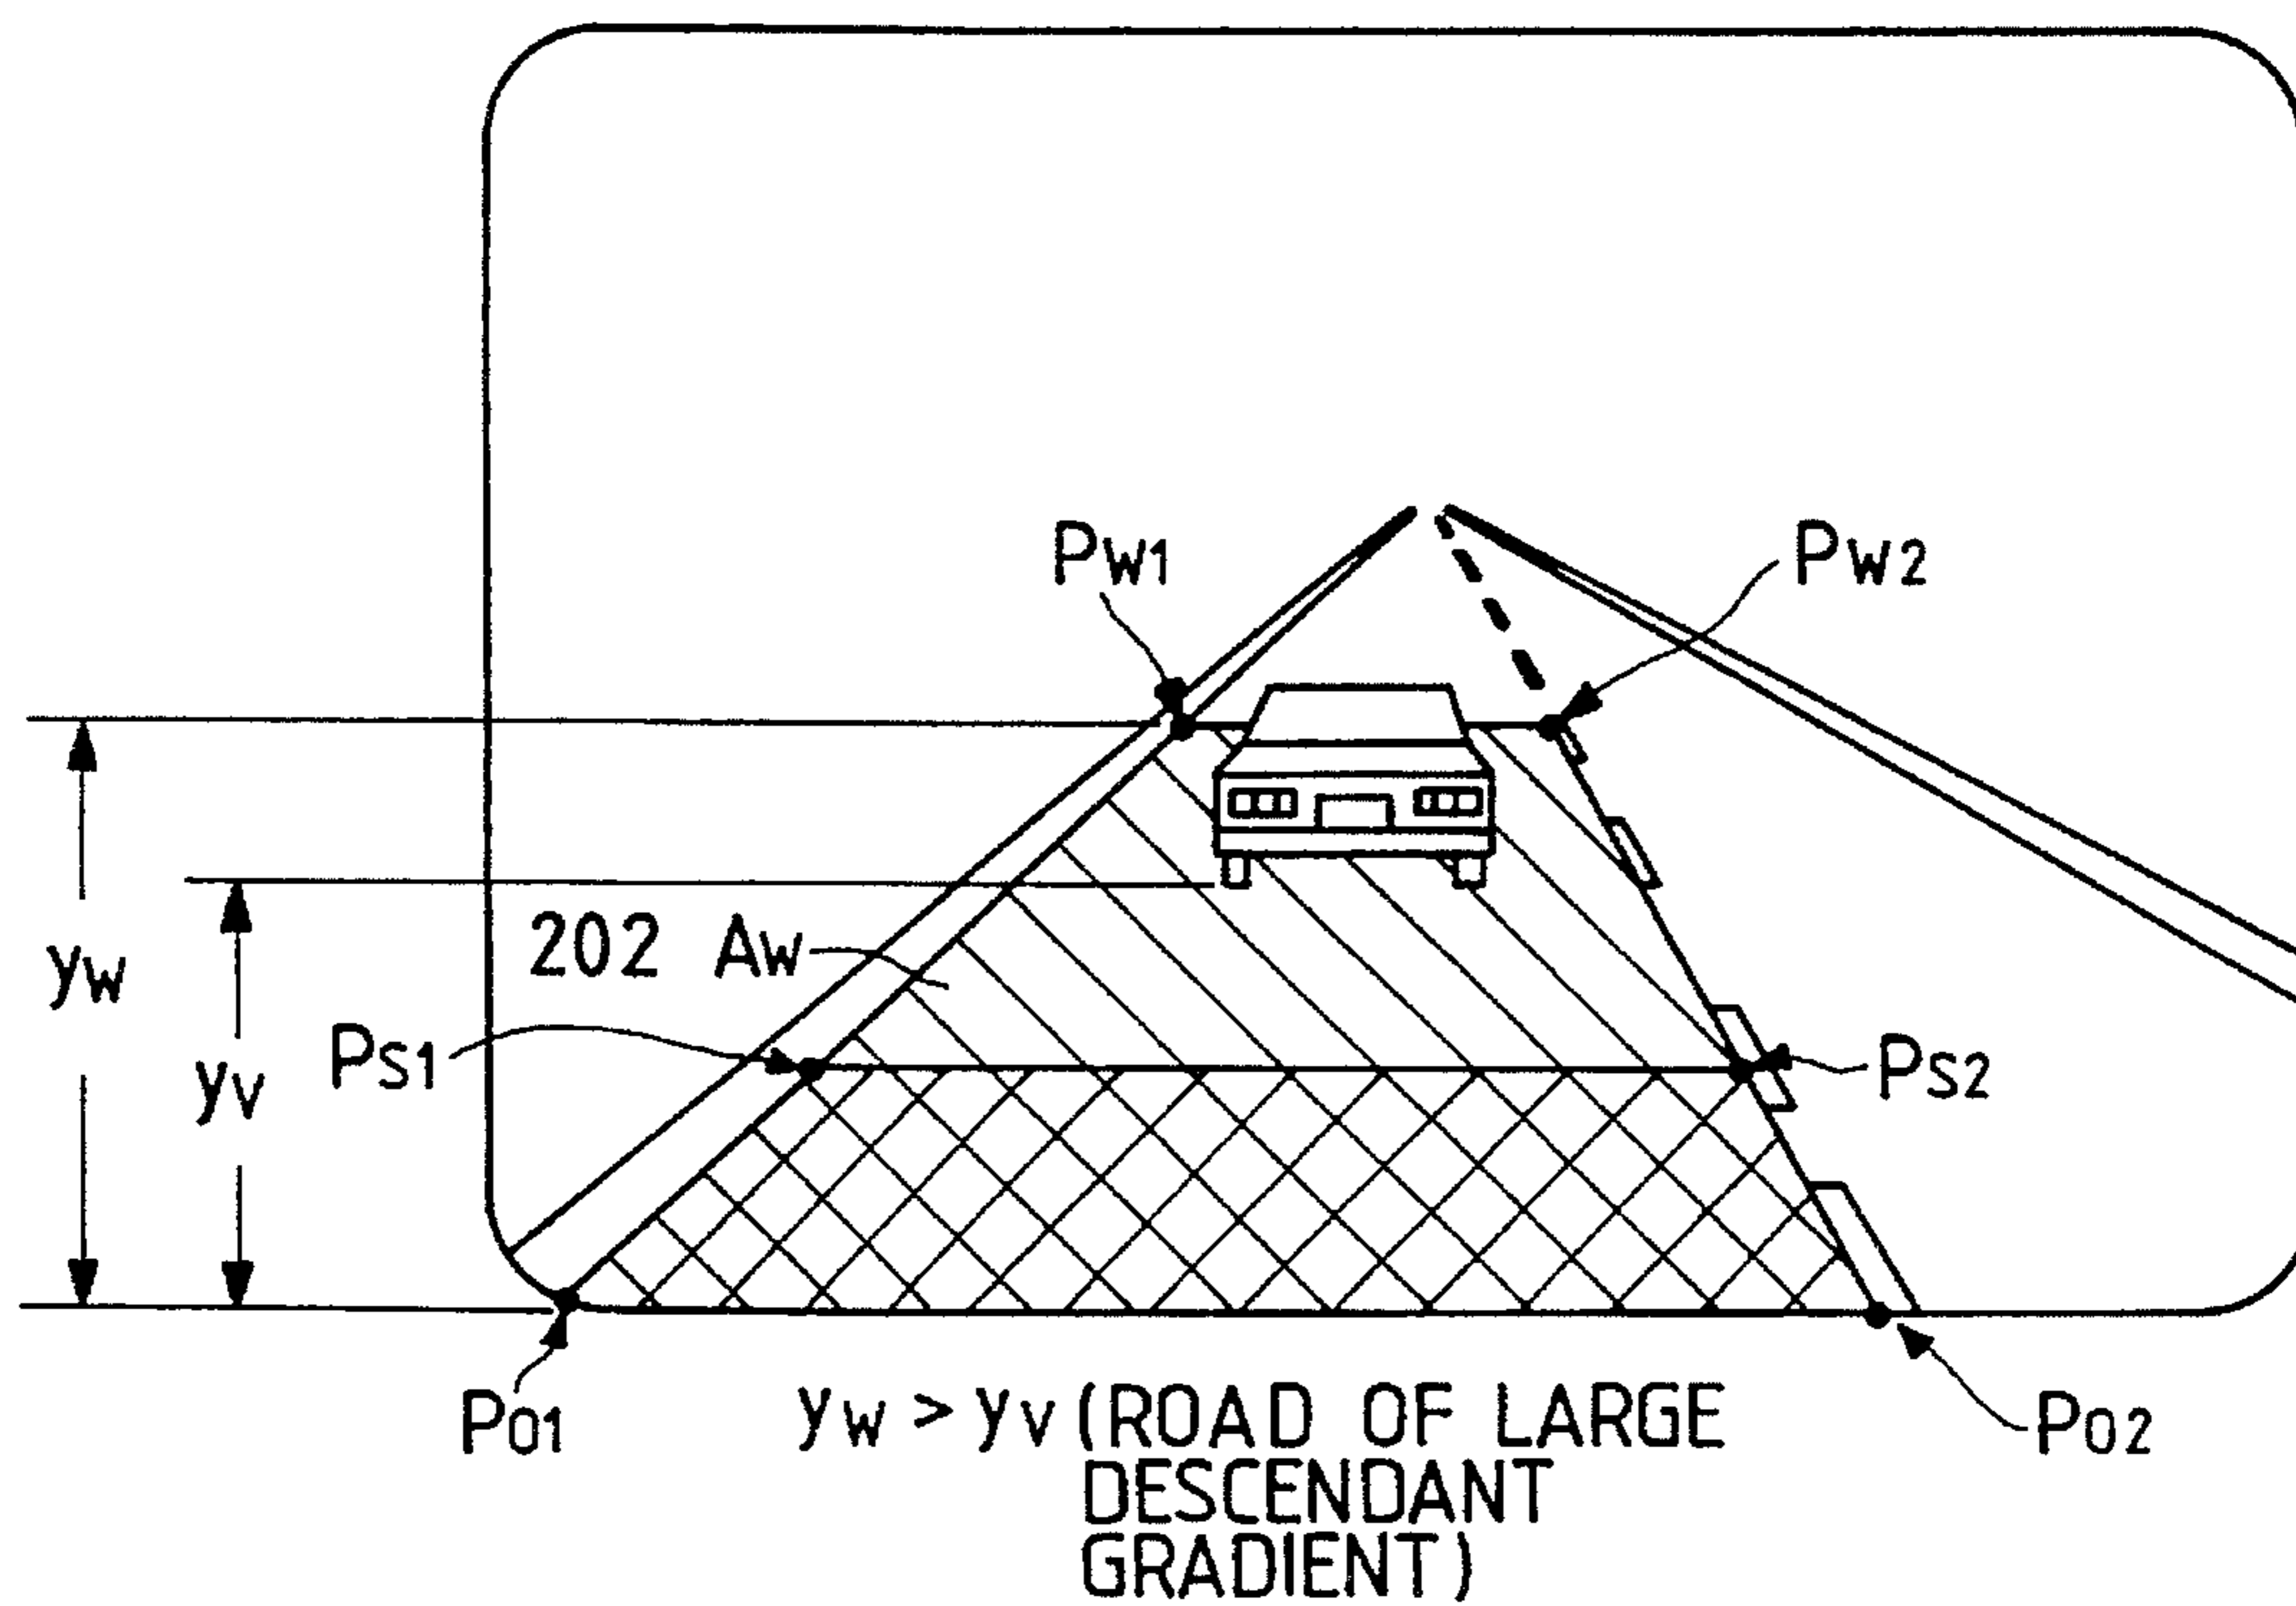 PW1
PW2
yW
202 AW
yV
PS1
PS2
PO1
PO2
yW > yV (ROAD OF LARGE
DESCENDANT
GRADIENT)